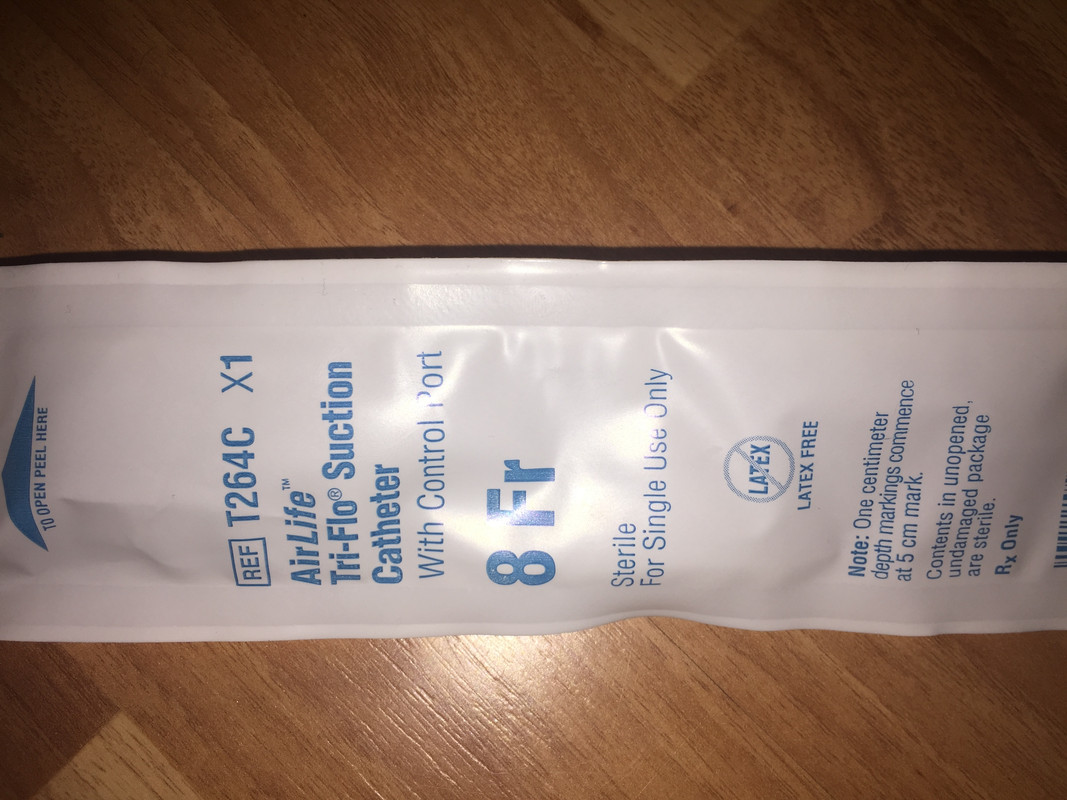 TO OPEN PEEL HERE
REF T264C X1
AirLife™
Tri-Flo® Suction
Catheter
With Control Port
8 Fr
Sterile
For Single Use Only
LATEX
LATEX FREE
Note: One centimeter
depth markings commence
at 5 cm mark.
Contents in unopened,
undamaged package
are sterile.
Rx Only